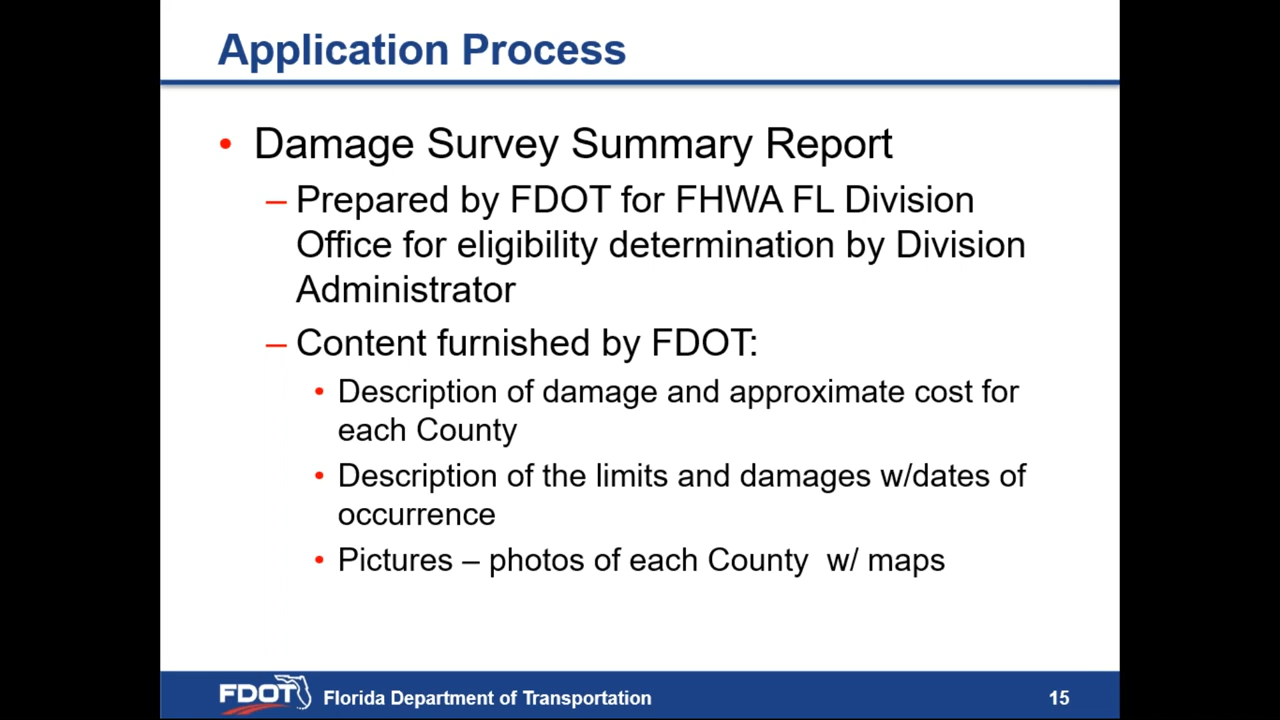 Application Process
• Damage Survey Summary Report
– Prepared by FDOT for FHWA FL Division
Office for eligibility determination by Division
Administrator
– Content furnished by FDOT:
• Description of damage and approximate cost for
each County
• Description of the limits and damages w/dates of
occurrence
• Pictures – photos of each County  w/ maps
FDOT Florida Department of Transportation 15